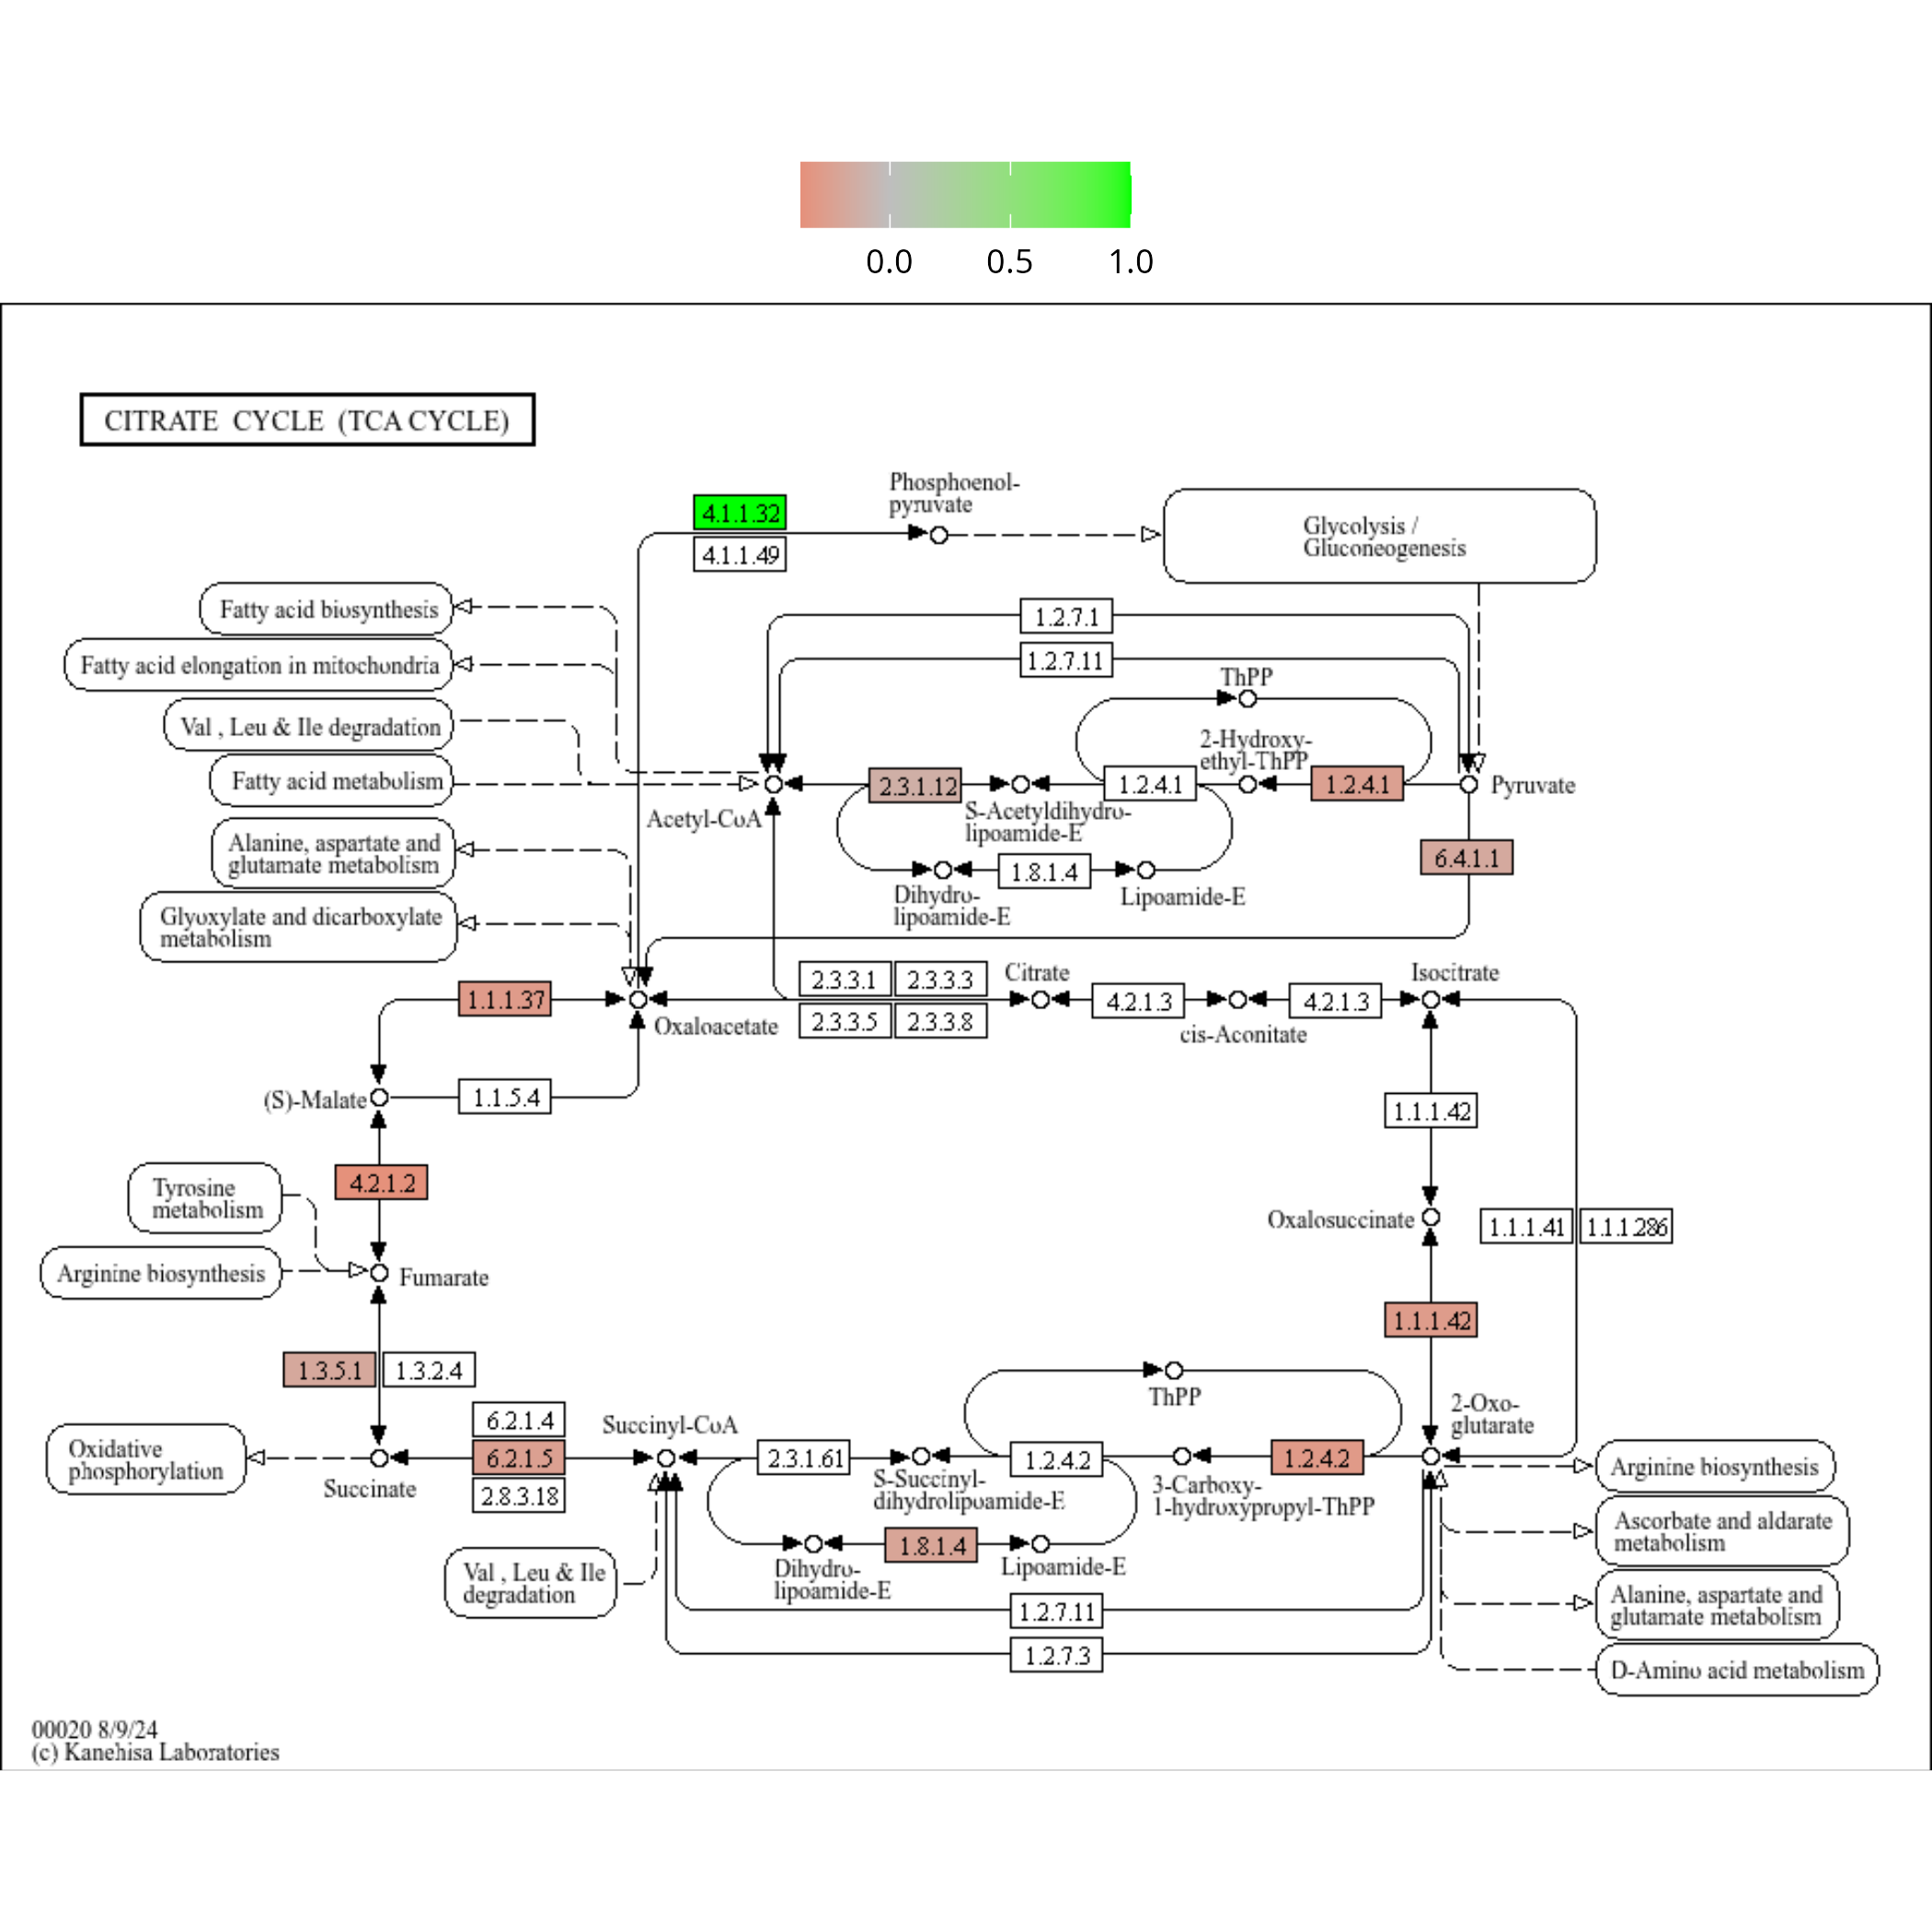 0.0 0.5 1.0
CITRATE CYCLE (TCA CYCLE)
Phosphoenol-
pyruvate
4.1.1.32
4.1.1.49
Glycolysis /
Gluconeogenesis
Fatty acid biosynthesis
1.2.7.1
Fatty acid elongation in mitochondria
1.2.7.11
ThPP
Val , Leu & Ile degradation
2-Hydroxy-
ethyl-ThPP
Fatty acid metabolism
2.3.1.12
1.2.4.1
1.2.4.1
Pyruvate
Acetyl-CoA
S-Acetyldihydro-
lipoamide-E
Alanine, aspartate and
glutamate metabolism
6.4.1.1
1.8.1.4
Dihydro-
lipoamide-E
Lipoamide-E
Glyoxylate and dicarboxylate
metabolism
2.3.3.1
2.3.3.3
Citrate
Isocitrate
1.1.1.37
4.2.1.3
4.2.1.3
Oxaloacetate
2.3.3.5
2.3.3.8
cis-Aconitate
(S)-Malate
1.1.5.4
1.1.1.42
4.2.1.2
Tyrosine
metabolism
Oxalosuccinate
1.1.1.41
1.1.1.286
Arginine biosynthesis
Fumarate
1.1.1.42
1.3.5.1
1.3.2.4
ThPP
6.2.1.4
Succinyl-CoA
2-Oxo-
glutarate
Oxidative
phosphorylation
6.2.1.5
2.3.1.61
1.2.4.2
1.2.4.2
Arginine biosynthesis
Succinate
2.8.3.18
S-Succinyl-
dihydrolipoamide-E
3-Carboxy-
1-hydroxypropyl-ThPP
Ascorbate and aldarate
metabolism
1.8.1.4
Val , Leu & Ile
degradation
Dihydro-
lipoamide-E
Lipoamide-E
1.2.7.11
Alanine, aspartate and
glutamate metabolism
1.2.7.3
D-Amino acid metabolism
00020 8/9/24
(c) Kanehisa Laboratories